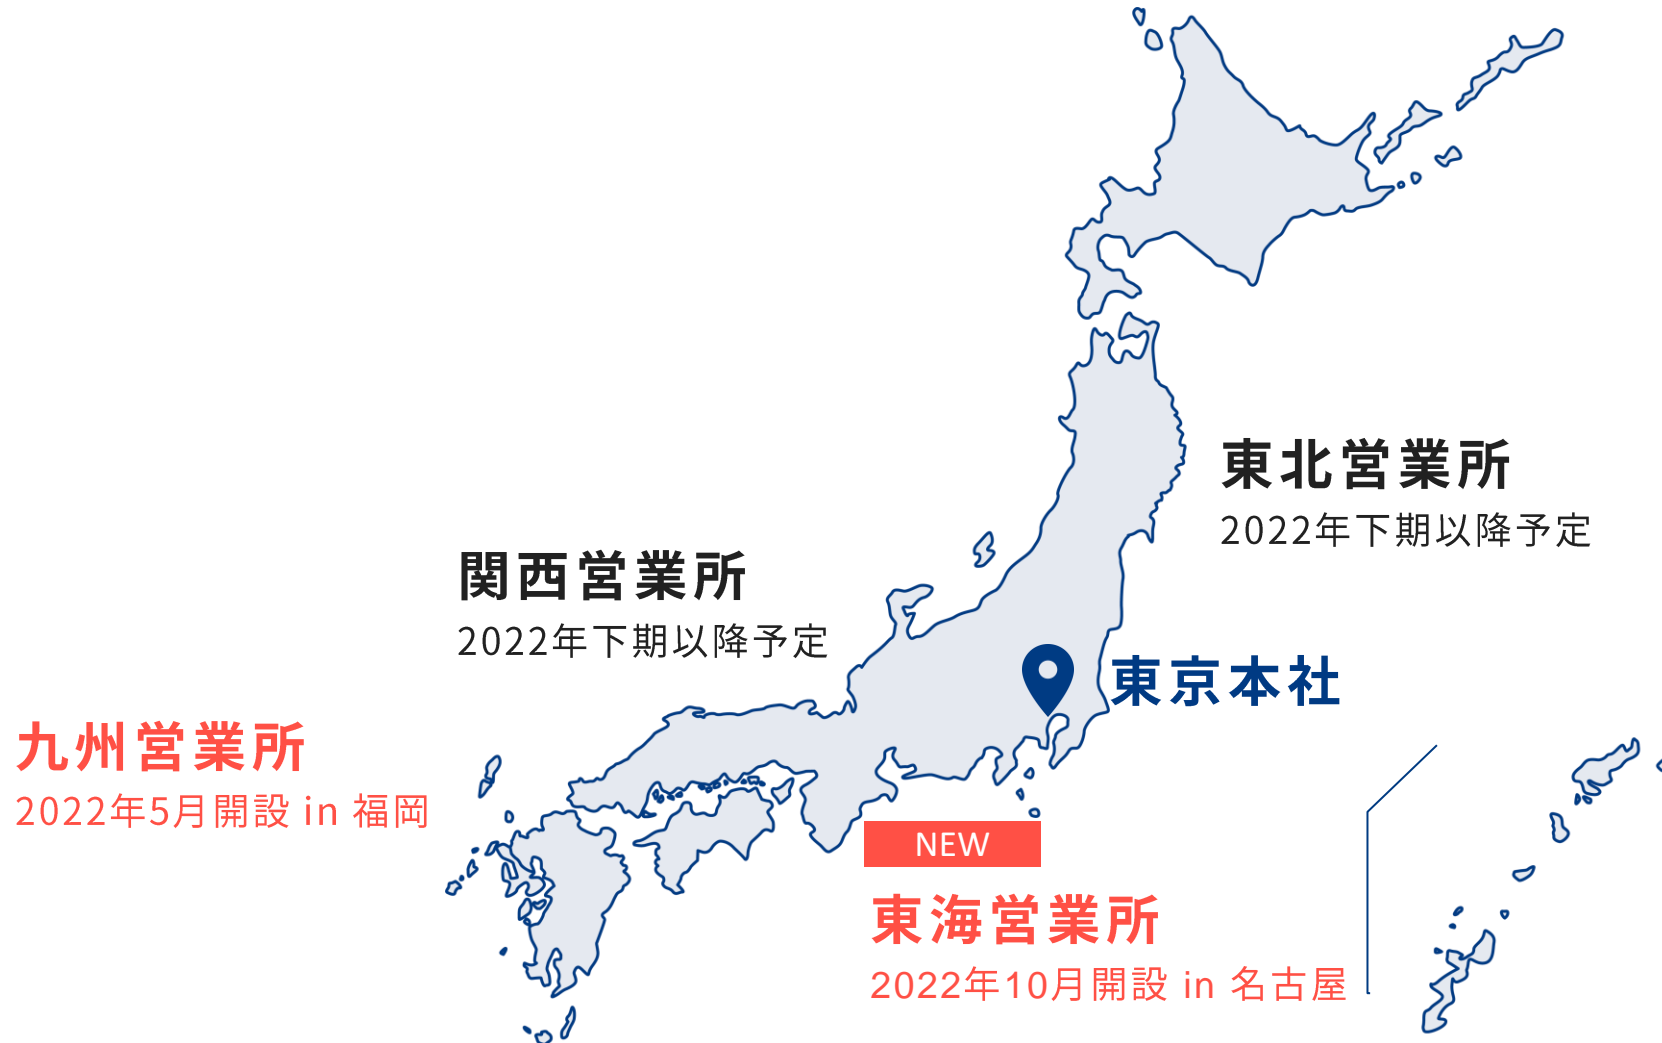 東北営業所
2022年下期以降予定
関西営業所
2022年下期以降予定
東京本社
九州営業所
2022年5月開設 in 福岡
NEW
東海営業所
2022年10月開設 in 名古屋